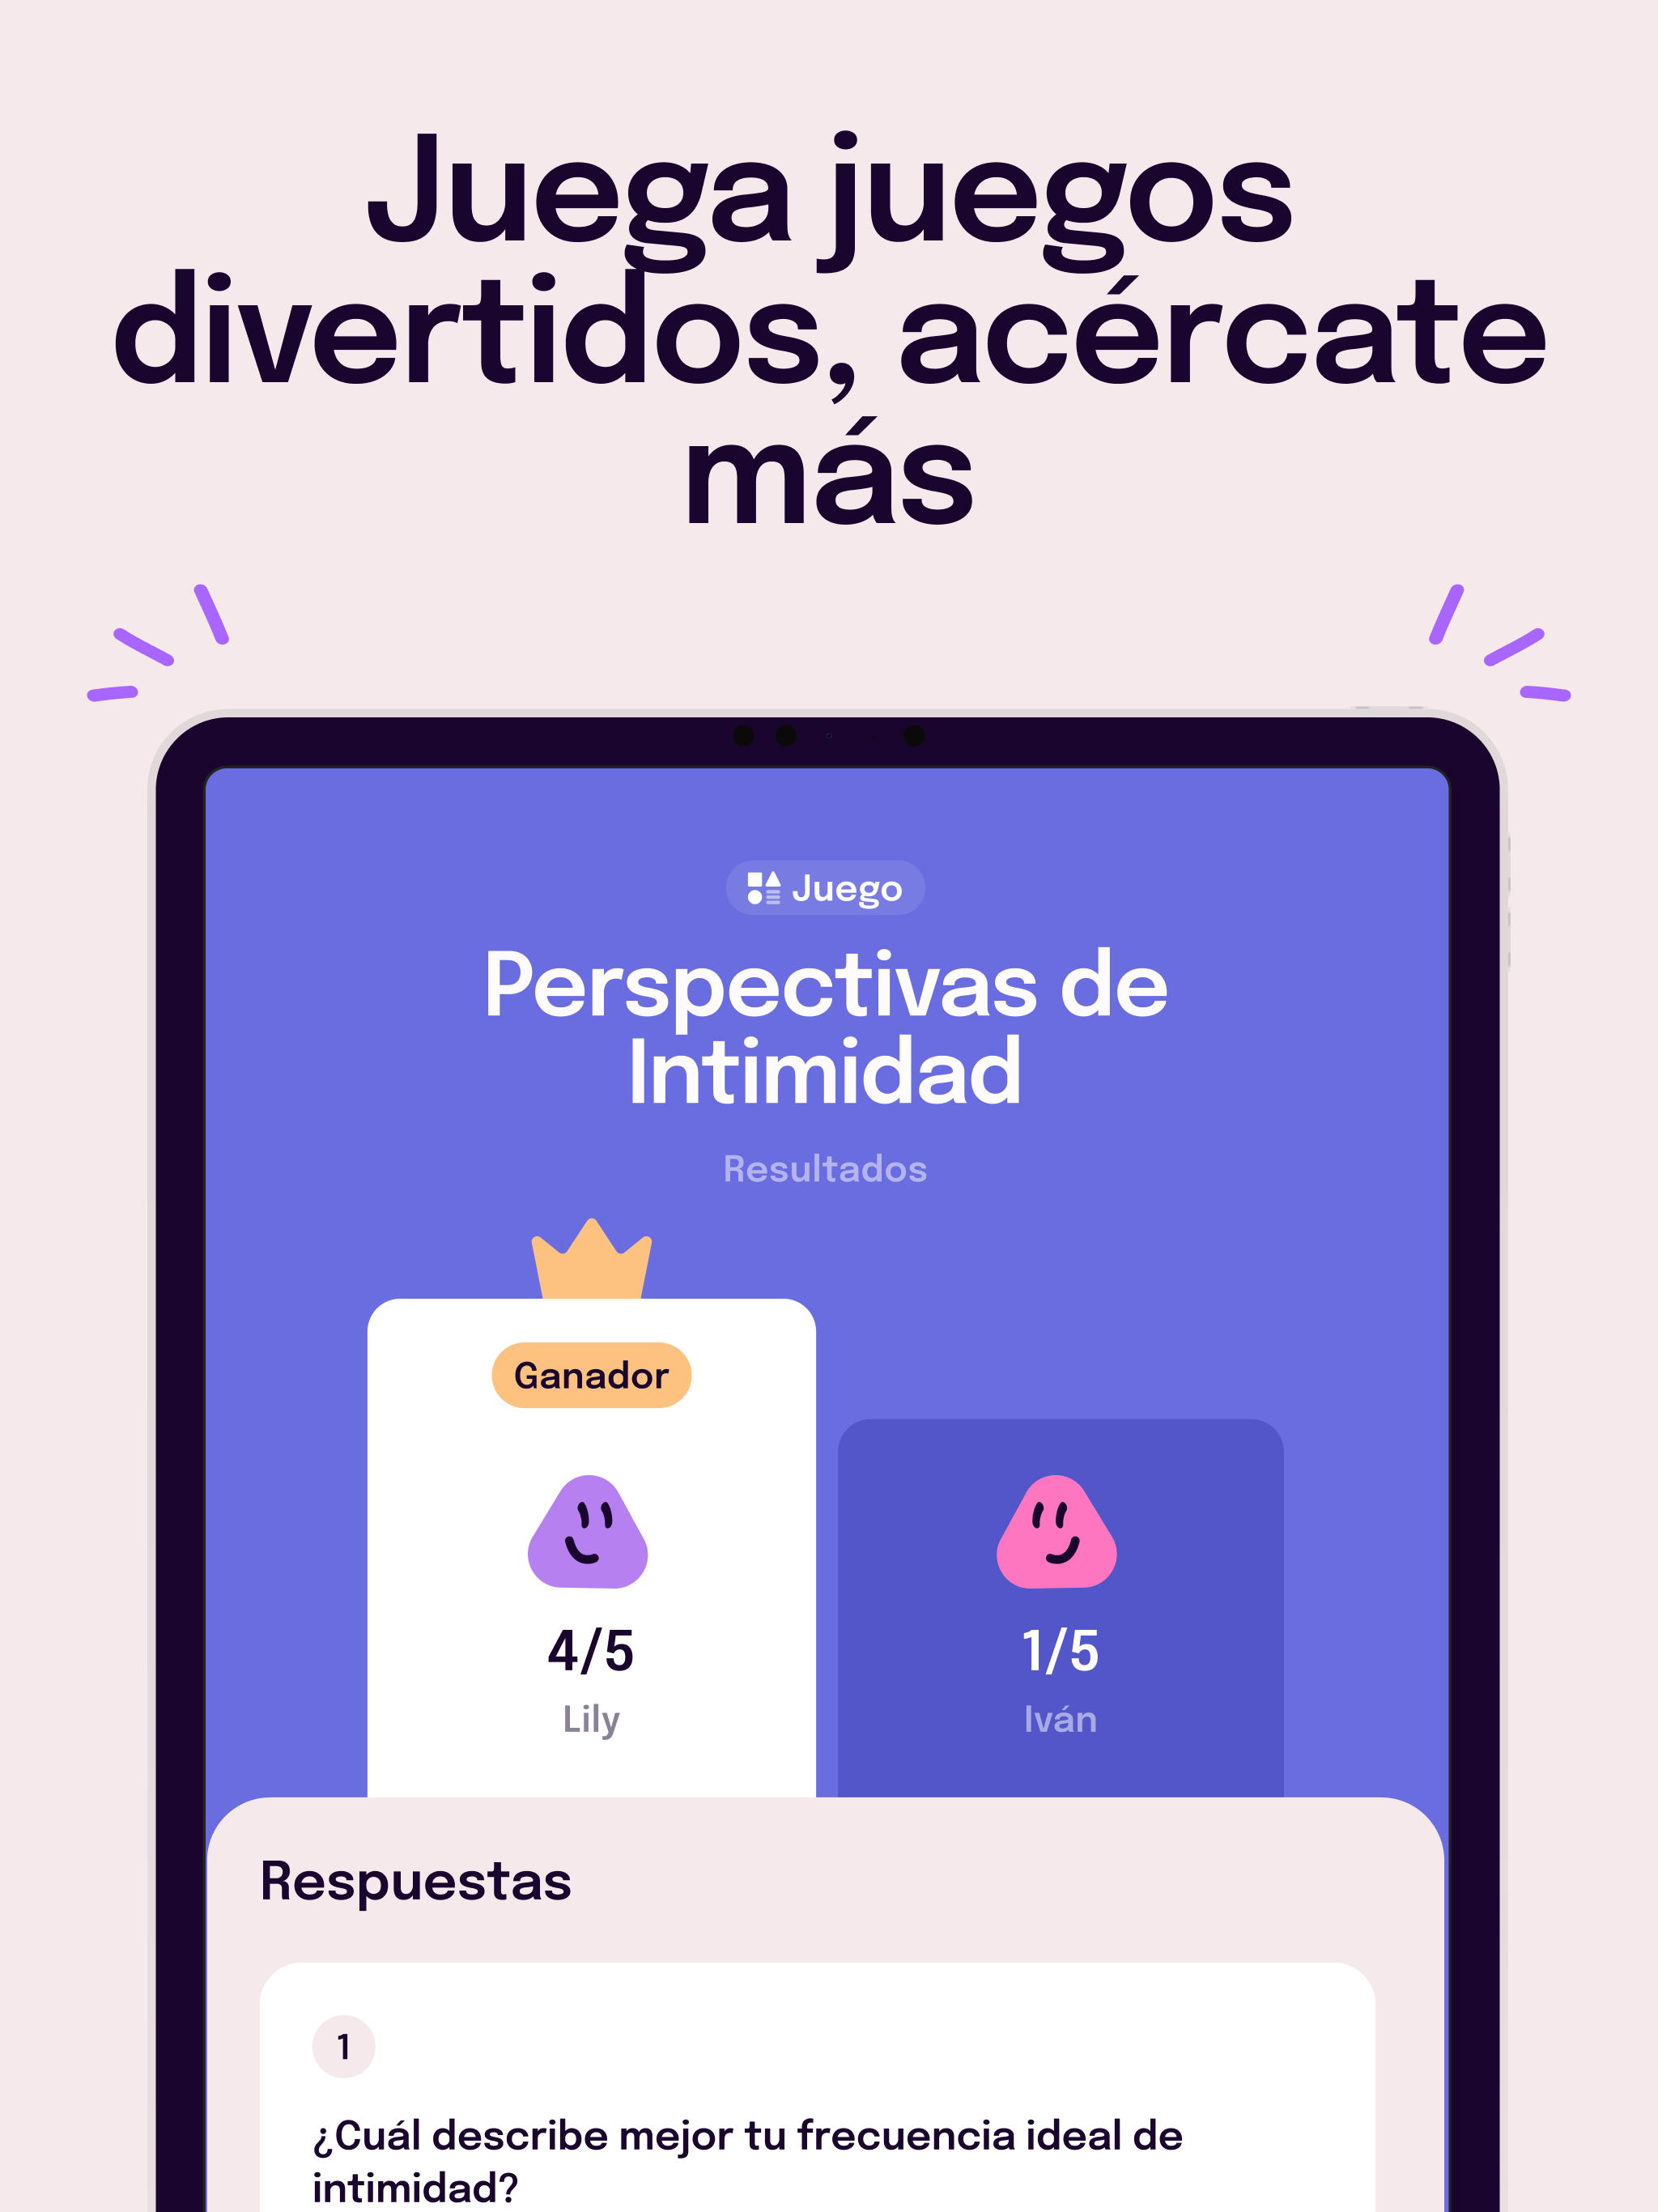 Juega juegos
divertidos, acércate
más
Juego
Perspectivas de
Intimidad
Resultados
Ganador
4/5
Lily
1/5
Iván
Respuestas
1
¿Cuál describe mejor tu frecuencia ideal de
intimidad?